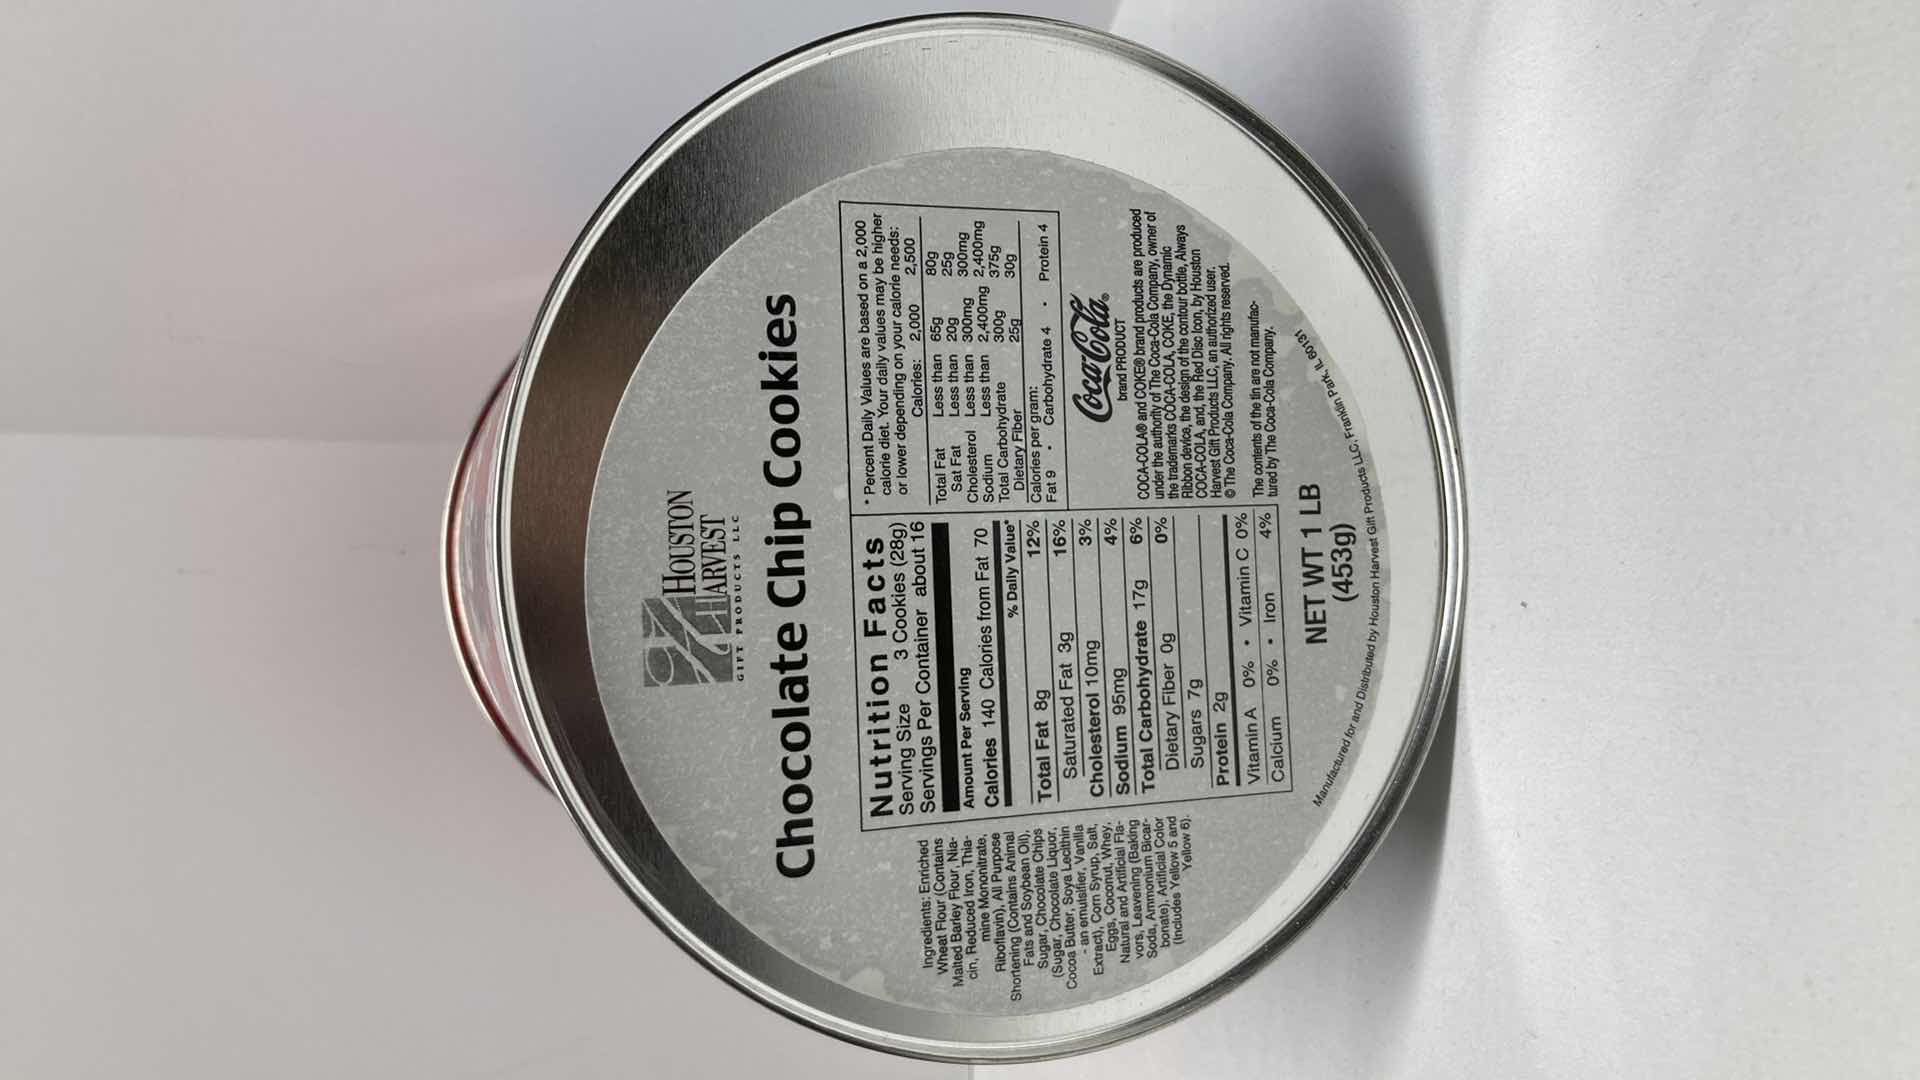 HOUSTON
HARVEST
GIFT PRODUCTS LLC
Chocolate Chip Cookies
Ingredients: Enriched
Wheat Flour (Contains
Malted Barley Flour, Nia-
cin, Reduced Iron, Thia-
mine Mononitrate,
Riboflavin), All Purpose
Shortening (Contains Animal
Fats and Soybean Oil),
Sugar, Chocolate Chips
(Sugar, Chocolate Liquor,
Cocoa Butter, Soya Lecithin
- an emulsifier, Vanilla
Extract), Corn Syrup, Salt,
Eggs, Coconut, Whey,
Natural and Artificial Fla-
vors, Leavening (Baking
Soda, Ammonium Bicar-
bonate), Artificial Color
(Includes Yellow 5 and
Yellow 6).
Nutrition Facts
Serving Size 3 Cookies (28g)
Servings Per Container about 16
Amount Per Serving
Calories 140 Calories from Fat 70
% Daily Value*
Total Fat 8g 12%
Saturated Fat 3g 16%
Cholesterol 10mg 3%
Sodium 95mg 4%
Total Carbohydrate 17g 6%
Dietary Fiber 0g 0%
Sugars 7g
Protein 2g
Vitamin A 0% • Vitamin C 0%
Calcium 0% • Iron 4%
* Percent Daily Values are based on a 2,000
calorie diet. Your daily values may be higher
or lower depending on your calorie needs:
Calories: 2,000 2,500
Total Fat Less than 65g 80g
Sat Fat Less than 20g 25g
Cholesterol Less than 300mg 300mg
Sodium Less than 2,400mg 2,400mg
Total Carbohydrate 300g 375g
Dietary Fiber 25g 30g
Calories per gram:
Fat 9 • Carbohydrate 4 • Protein 4
Coca-Cola®
brand PRODUCT
COCA-COLA® and COKE® brand products are produced
under the authority of The Coca-Cola Company, owner of
the trademarks COCA-COLA, COKE, the Dynamic
Ribbon device, the design of the contour bottle, Always
COCA-COLA, and, the Red Disc Icon, by Houston
Harvest Gift Products LLC, an authorized user.
© The Coca-Cola Company. All rights reserved.
The contents of the tin are not manufac-
tured by The Coca-Cola Company.
NET WT 1 LB
(453g)
Manufactured for and Distributed by Houston Harvest Gift Products LLC, Franklin Park, IL 60131